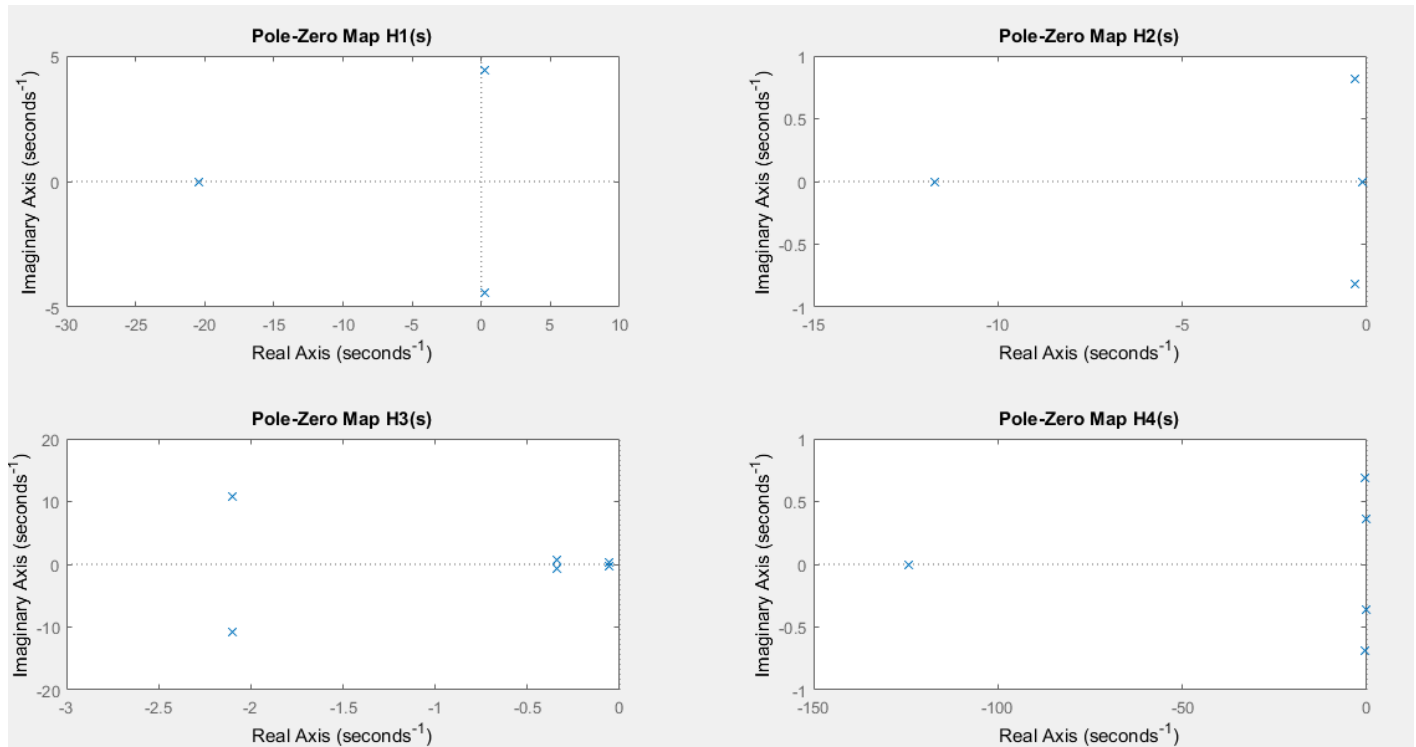 Pole-Zero Map H1(s)
Imaginary Axis (seconds⁻¹)
5
0
-5
-30 -25 -20 -15 -10 -5 0 5 10
Real Axis (seconds⁻¹)
Pole-Zero Map H2(s)
Imaginary Axis (seconds⁻¹)
1
0.5
0
-0.5
-1
-15 -10 -5 0
Real Axis (seconds⁻¹)
Pole-Zero Map H3(s)
Imaginary Axis (seconds⁻¹)
20
10
0
-10
-20
-3 -2.5 -2 -1.5 -1 -0.5 0
Real Axis (seconds⁻¹)
Pole-Zero Map H4(s)
Imaginary Axis (seconds⁻¹)
1
0.5
0
-0.5
-1
-150 -100 -50 0
Real Axis (seconds⁻¹)